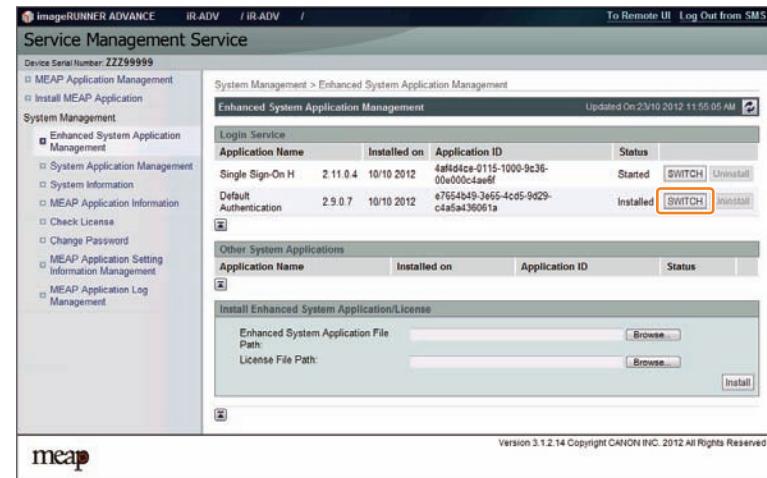 imageRUNNER ADVANCE iR-ADV / iR-ADV / To Remote UI Log Out from SMS
Service Management Service
Device Serial Number: ZZZ99999
MEAP Application Management
Install MEAP Application
System Management
Enhanced System Application
Management
System Application Management
System Information
MEAP Application Information
Check License
Change Password
MEAP Application Setting
Information Management
MEAP Application Log
Management
System Management > Enhanced System Application Management
Enhanced System Application Management Updated On:23/10 2012 11:55:05 AM
Login Service
Application Name Installed on Application ID Status
Single Sign-On H 2.11.0.4 10/10 2012 4af4d4ce-0115-1000-9c36-
00e000c4ae6f Started SWITCH Uninstall
Default
Authentication 2.9.0.7 10/10 2012 e7654b49-3e65-4cd5-9d29-
c4a5a436061a Installed SWITCH Uninstall
Other System Applications
Application Name Installed on Application ID Status
Install Enhanced System Application/License
Enhanced System Application File
Path: Browse...
License File Path: Browse...
Install
meap
Version 3.1.2.14 Copyright CANON INC. 2012 All Rights Reserved